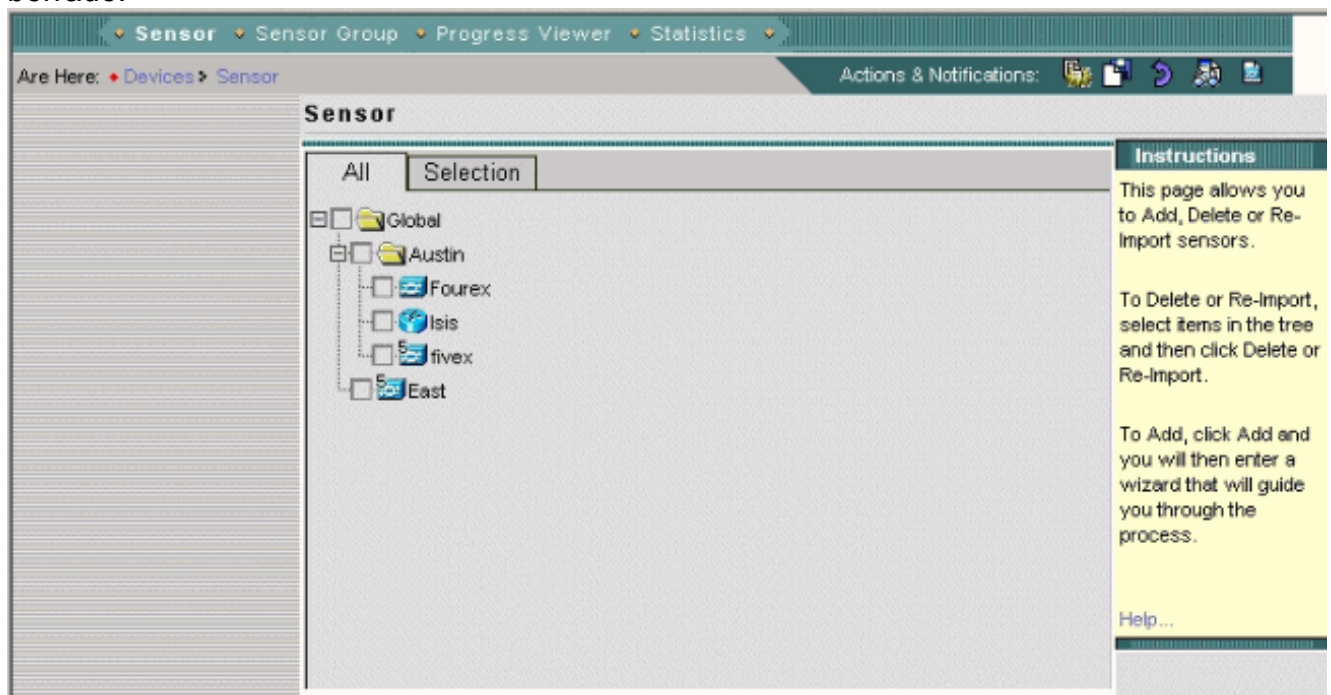 Sensor Sensor Group Progress Viewer Statistics
Are Here: Devices > Sensor
Actions & Notifications:
Sensor
All Selection
Global
Austin
Fourex
Isis
5 fivex
5 East
Instructions
This page allows you
to Add, Delete or Re-
Import sensors.
To Delete or Re-Import,
select items in the tree
and then click Delete or
Re-Import.
To Add, click Add and
you will then enter a
wizard that will guide
you through the
process.
Help...